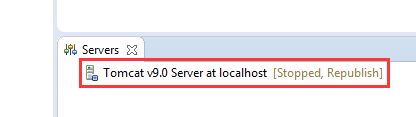 Servers
Tomcat v9.0 Server at localhost [Stopped, Republish]